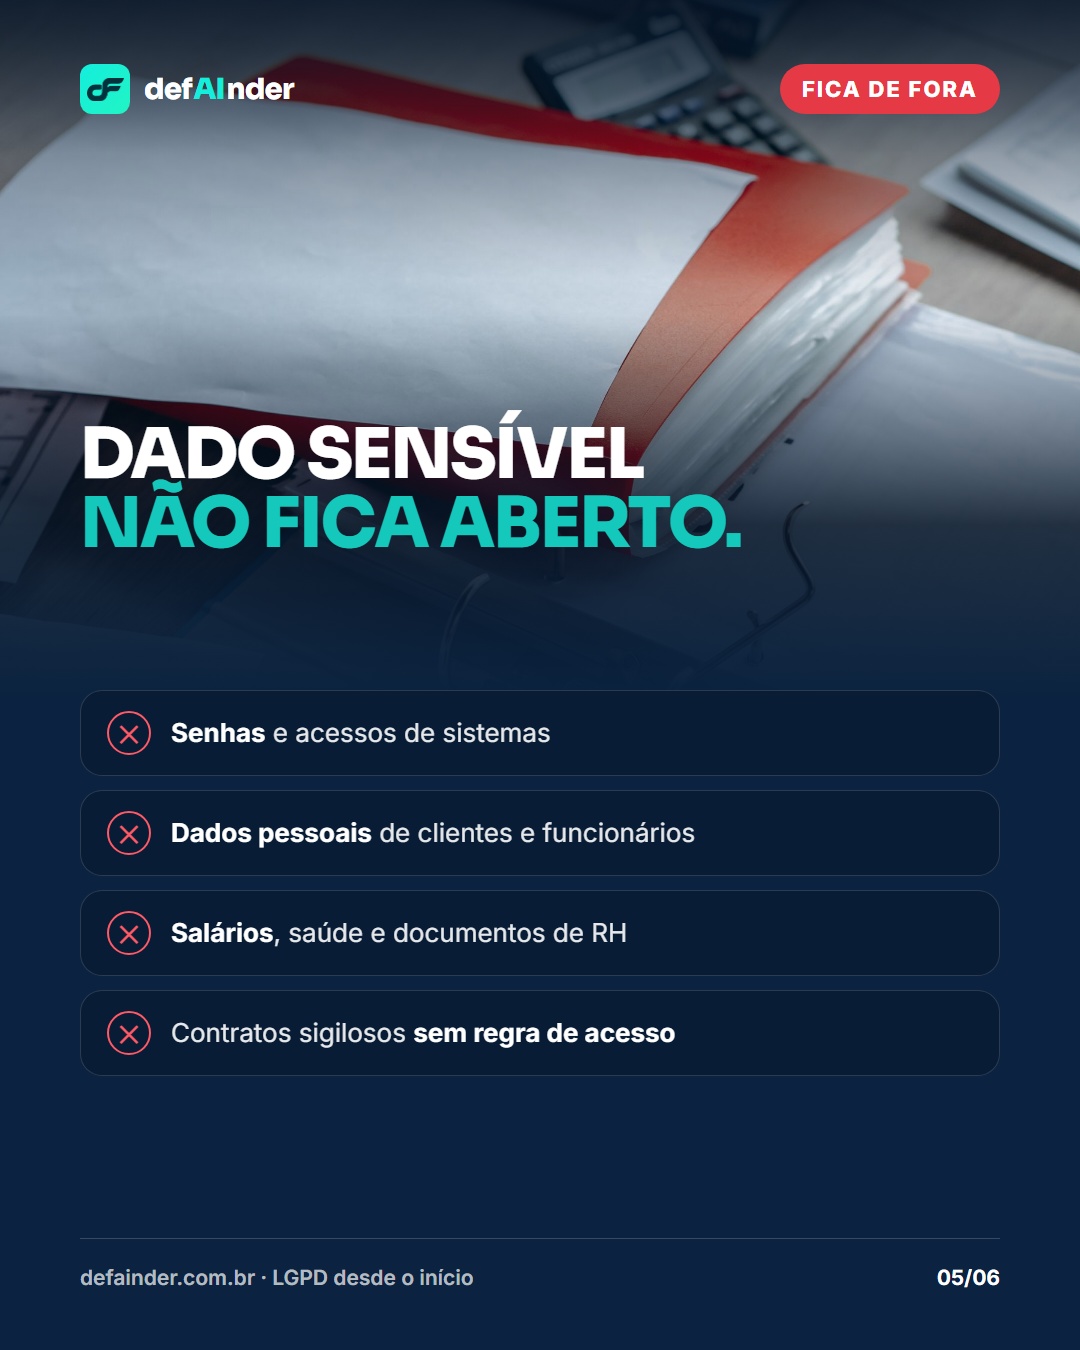 defAInder
FICA DE FORA
DADO SENSÍVEL
NÃO FICA ABERTO.
Senhas e acessos de sistemas
Dados pessoais de clientes e funcionários
Salários, saúde e documentos de RH
Contratos sigilosos sem regra de acesso
defainder.com.br · LGPD desde o início
05/06